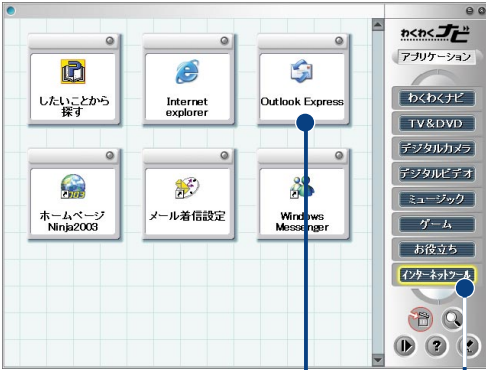 わくわくナビ
アプリケーション
したいことから
探す
Internet
explorer
Outlook Express
ホームページ
Ninja2003
メール着信設定
Windows
Messenger
わくわくナビ
TV&DVD
デジタルカメラ
デジタルビデオ
ミュージック
ゲーム
お役立ち
インターネットツール
?